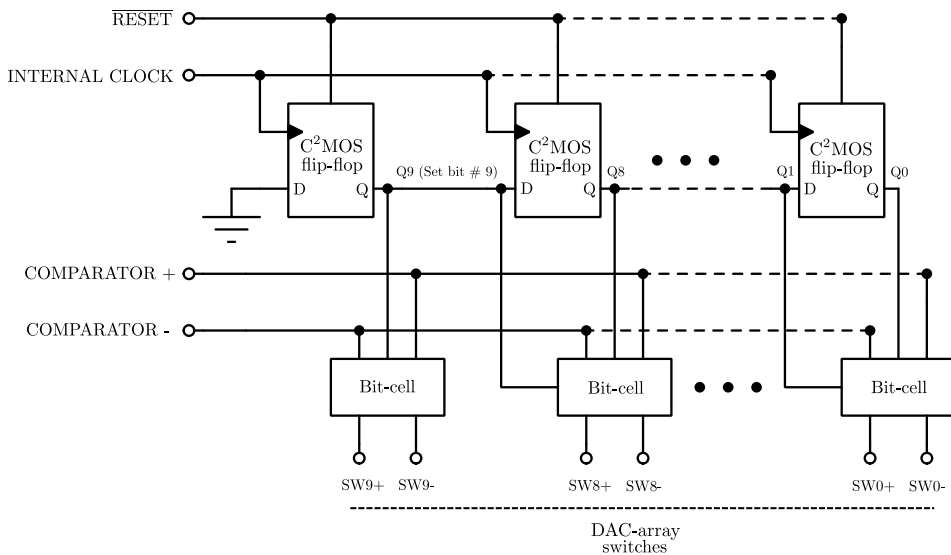 RESET
INTERNAL CLOCK
C²MOS
flip-flop
D
Q
Q9 (Set bit # 9)
C²MOS
flip-flop
D
Q
Q8
Q1
C²MOS
flip-flop
D
Q
Q0
COMPARATOR +
COMPARATOR -
Bit-cell
Bit-cell
Bit-cell
SW9+
SW9-
SW8+
SW8-
SW0+
SW0-
DAC-array
switches